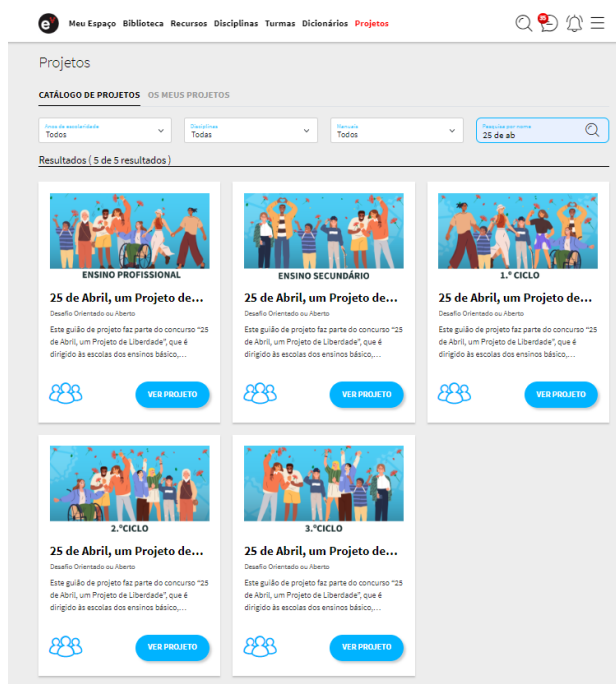 eV Meu Espaço Biblioteca Recursos Disciplinas Turmas Dicionários Projetos
Projetos
CATÁLOGO DE PROJETOS OS MEUS PROJETOS
Anos de escolaridade Disciplinas Manuais Pesquise por nome
Todos Todas Todos 25 de ab
Resultados ( 5 de 5 resultados )
ENSINO PROFISSIONAL
25 de Abril, um Projeto de...
Desafio Orientado ou Aberto
Este guião de projeto faz parte do concurso "25
de Abril, um Projeto de Liberdade", que é
dirigido às escolas dos ensinos básico,...
VER PROJETO
ENSINO SECUNDÁRIO
25 de Abril, um Projeto de...
Desafio Orientado ou Aberto
Este guião de projeto faz parte do concurso "25
de Abril, um Projeto de Liberdade", que é
dirigido às escolas dos ensinos básico,...
VER PROJETO
1.º CICLO
25 de Abril, um Projeto de...
Desafio Orientado ou Aberto
Este guião de projeto faz parte do concurso "25
de Abril, um Projeto de Liberdade", que é
dirigido às escolas dos ensinos básico,...
VER PROJETO
2.ºCICLO
25 de Abril, um Projeto de...
Desafio Orientado ou Aberto
Este guião de projeto faz parte do concurso "25
de Abril, um Projeto de Liberdade", que é
dirigido às escolas dos ensinos básico,...
VER PROJETO
3.ºCICLO
25 de Abril, um Projeto de...
Desafio Orientado ou Aberto
Este guião de projeto faz parte do concurso "25
de Abril, um Projeto de Liberdade", que é
dirigido às escolas dos ensinos básico,...
VER PROJETO